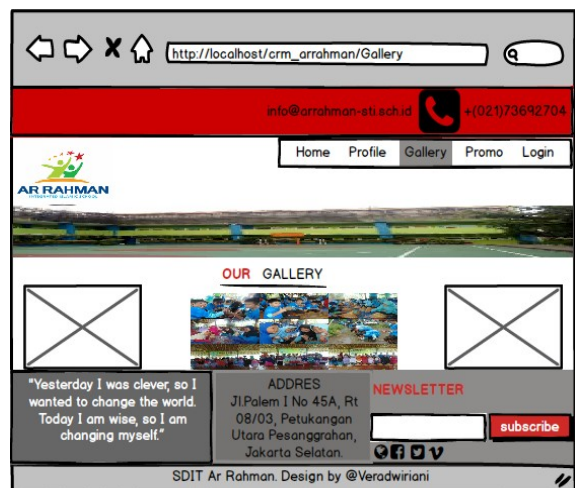 http://localhost/crm_arrahman/Gallery
info@arrahman-sti.sch.id +(021)73692704
Home Profile Gallery Promo Login
AR RAHMAN
OUR GALLERY
"Yesterday I was clever, so I
wanted to change the world.
Today I am wise, so I am
changing myself."
ADDRES
Jl.Palem I No 45A, Rt
08/03, Petukangan
Utara Pesanggrahan,
Jakarta Selatan.
NEWSLETTER
subscribe
SDIT Ar Rahman. Design by @Veradwiriani